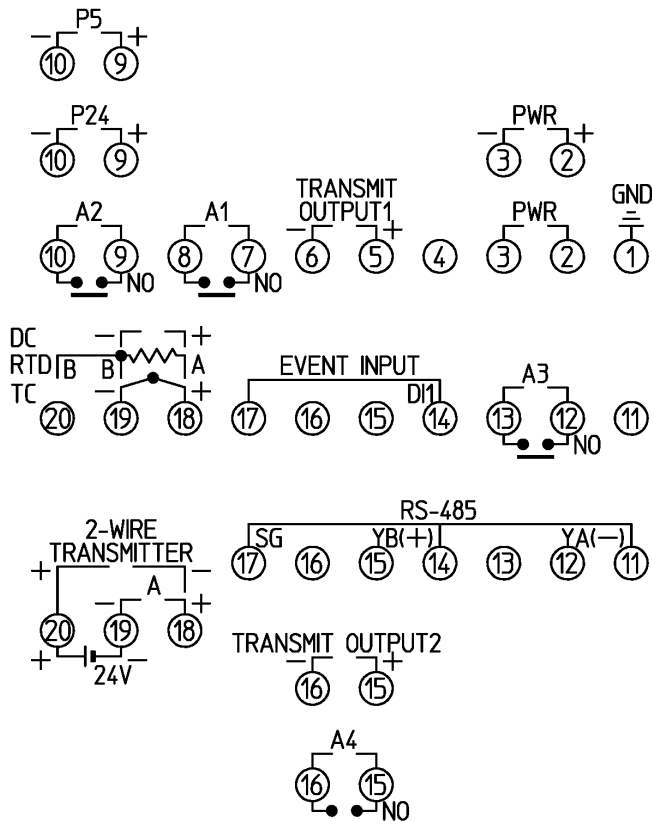 P5
− +
10 9
P24 PWR
− + − +
10 9 3 2
TRANSMIT GND
A2 A1 OUTPUT1 PWR
− +
10 9 8 7 6 5 4 3 2 1
NO NO
DC − +
RTD B B A EVENT INPUT A3
TC − + DI1
20 19 18 17 16 15 14 13 12 11
NO
RS-485
2-WIRE SG YB(+) YA(−)
TRANSMITTER 17 16 15 14 13 12 11
+ −
− A +
20 19 18
TRANSMIT OUTPUT2
+ 24V − − +
16 15
A4
16 15
NO